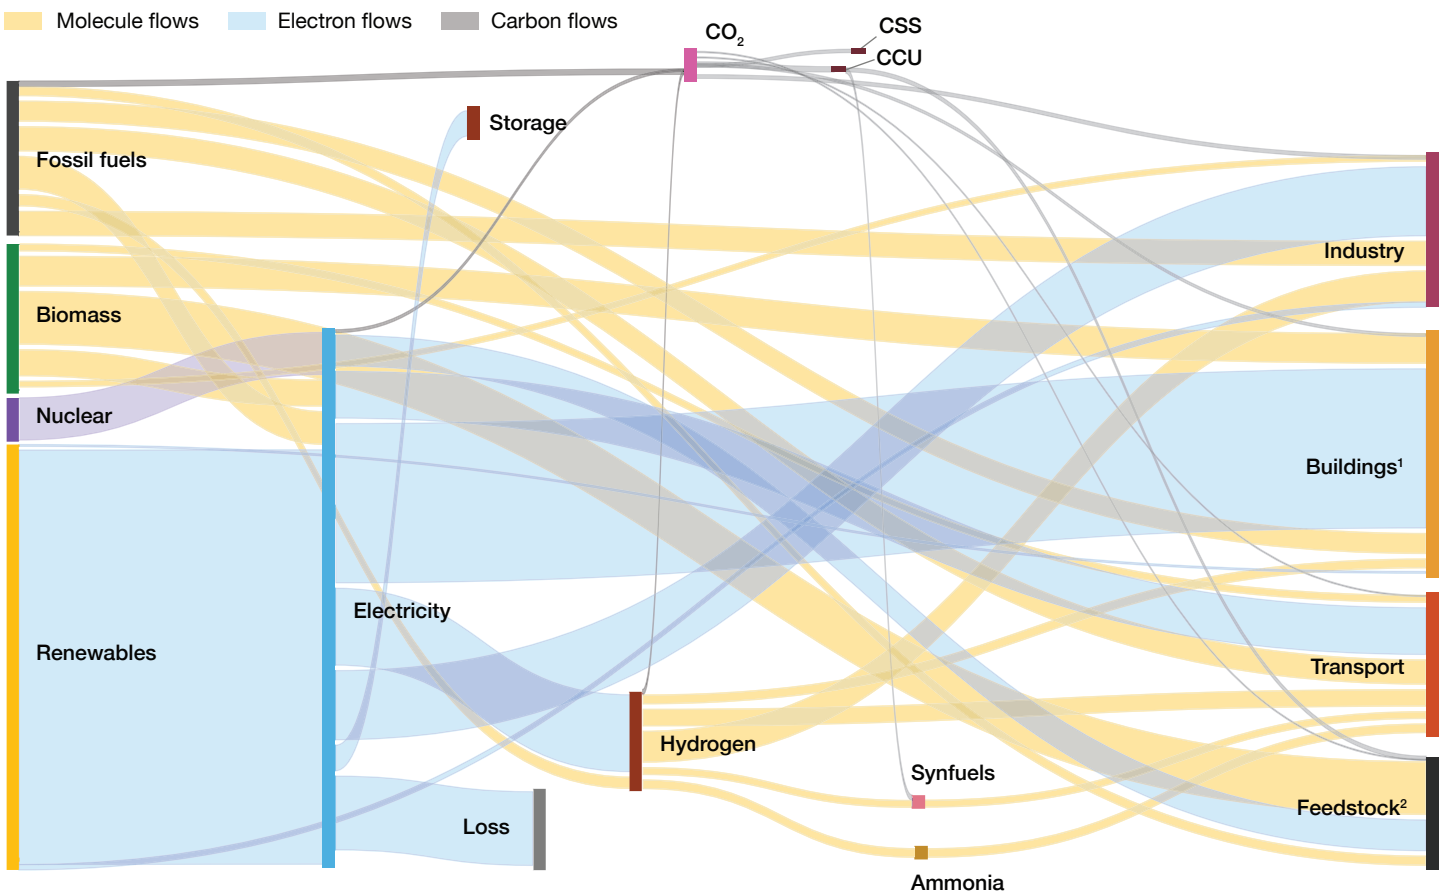 Molecule flows
Electron flows
Carbon flows
CO2
CSS
CCU
Storage
Fossil fuels
Industry
Biomass
Nuclear
Buildings1
Electricity
Renewables
Transport
Hydrogen
Synfuels
Feedstock2
Loss
Ammonia